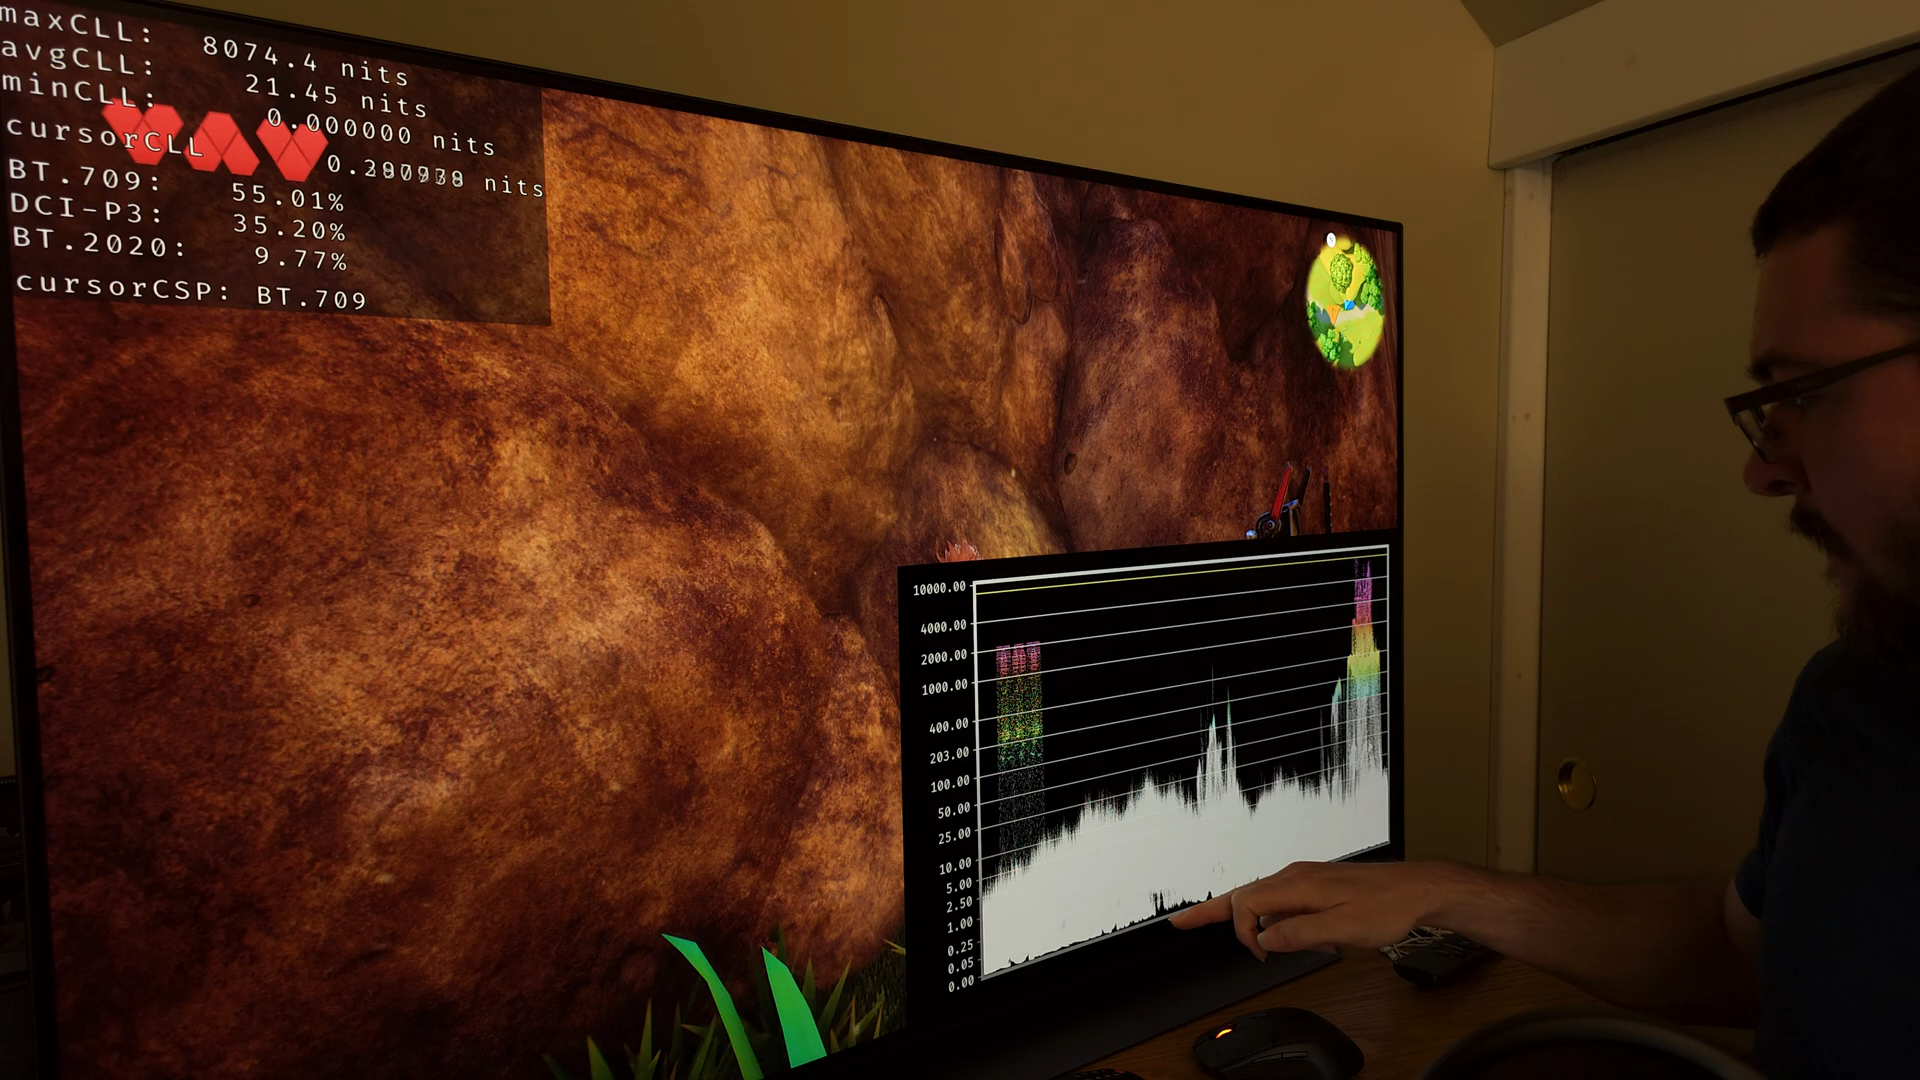 maxCLL: 8074.4 nits
avgCLL: 21.45 nits
minCLL: 0.000000 nits
cursorCLL nits
BT.709: 55.01%
DCI-P3: 35.20%
BT.2020: 9.77%
cursorCSP: BT.709
10000.00
4000.00
2000.00
1000.00
400.00
203.00
100.00
50.00
25.00
10.00
5.00
2.50
1.00
0.25
0.05
0.00